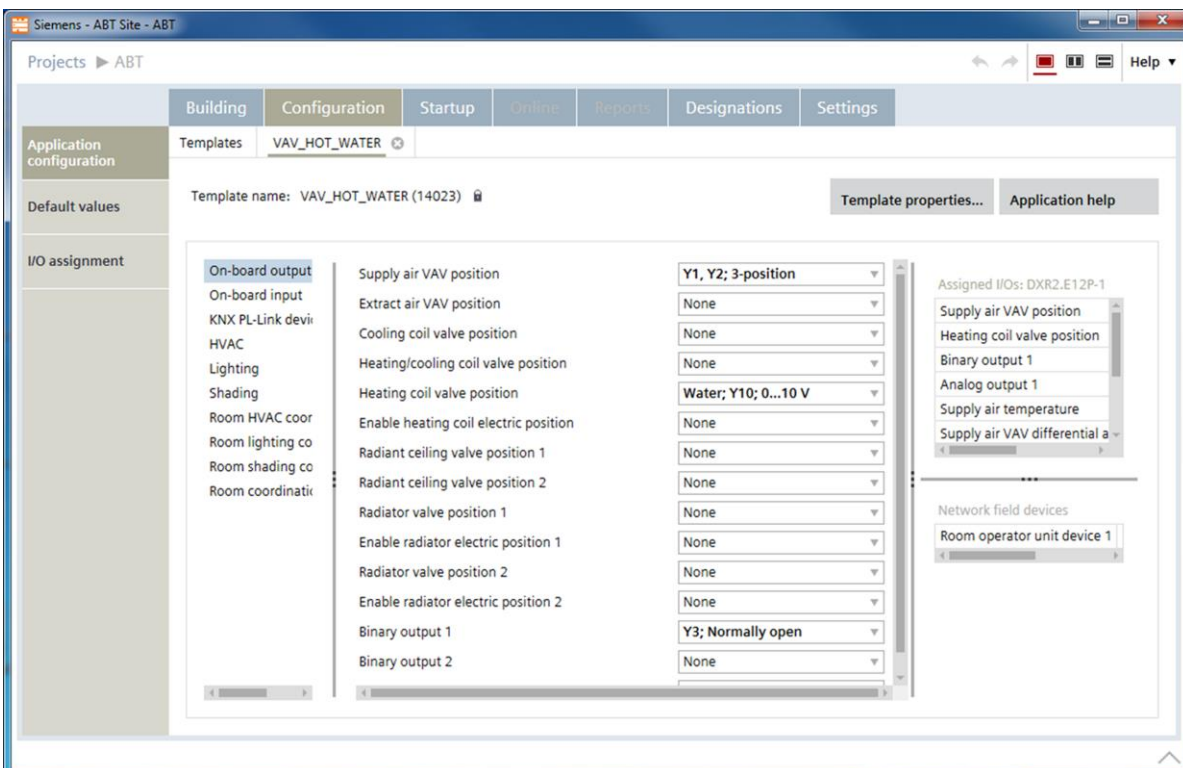 Siemens - ABT Site - ABT
Projects ▶ ABT
Help ▼
Building
Configuration
Startup
Online
Reports
Designations
Settings
Application
configuration
Default values
I/O assignment
Templates
VAV_HOT_WATER
Template name: VAV_HOT_WATER (14023)
Template properties...
Application help
On-board output
On-board input
KNX PL-Link devi
HVAC
Lighting
Shading
Room HVAC coor
Room lighting co
Room shading co
Room coordinati
Supply air VAV position Y1, Y2; 3-position
Extract air VAV position None
Cooling coil valve position None
Heating/cooling coil valve position None
Heating coil valve position Water; Y10; 0...10 V
Enable heating coil electric position None
Radiant ceiling valve position 1 None
Radiant ceiling valve position 2 None
Radiator valve position 1 None
Enable radiator electric position 1 None
Radiator valve position 2 None
Enable radiator electric position 2 None
Binary output 1 Y3; Normally open
Binary output 2 None
Assigned I/Os: DXR2.E12P-1
Supply air VAV position
Heating coil valve position
Binary output 1
Analog output 1
Supply air temperature
Supply air VAV differential a
Network field devices
Room operator unit device 1